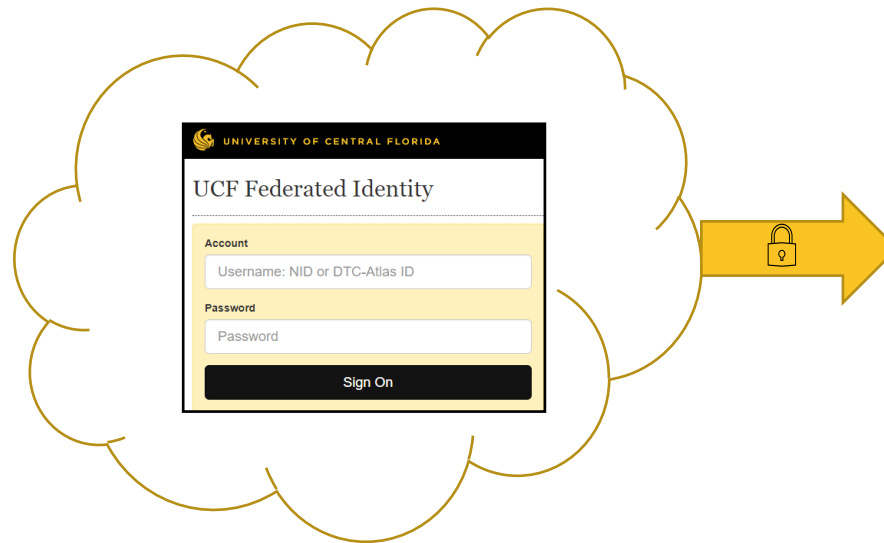 UNIVERSITY OF CENTRAL FLORIDA
UCF Federated Identity
Account
Username: NID or DTC-Atlas ID
Password
Password
Sign On